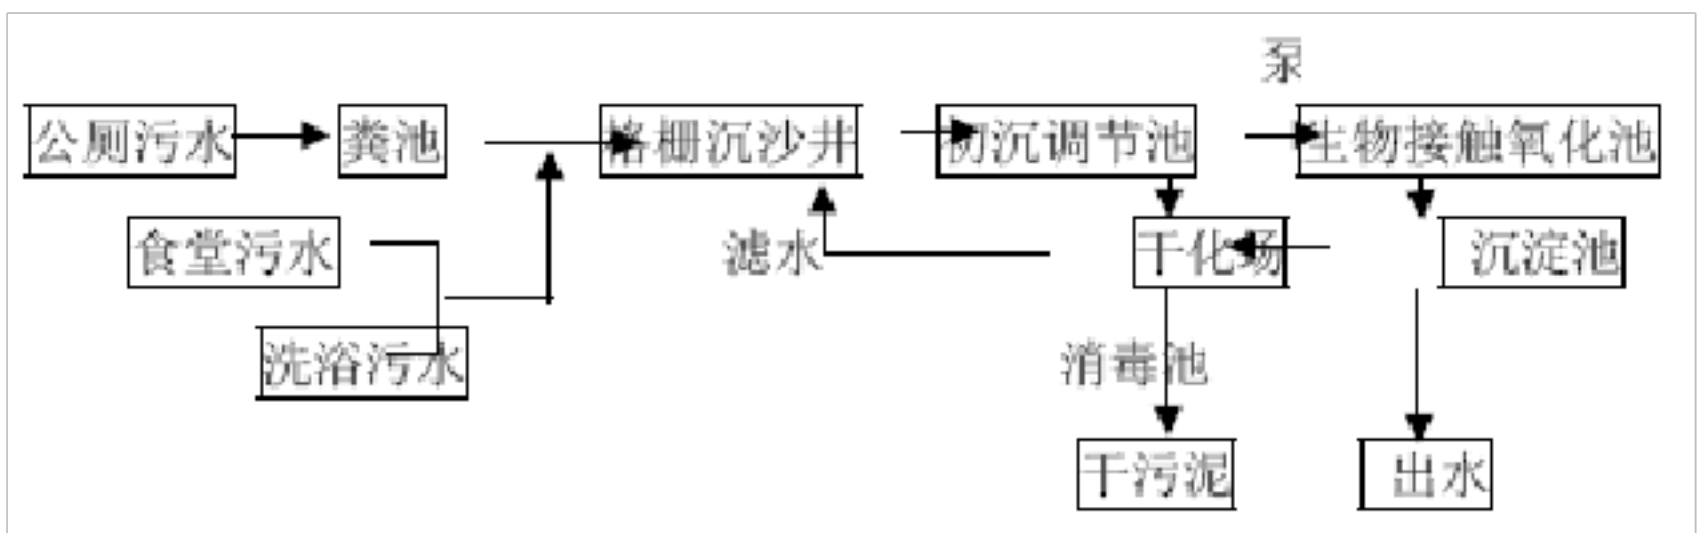 泵
公厕污水 粪池 格栅沉沙井 初沉调节池 生物接触氧化池
食堂污水 滤水 干化场 沉淀池
洗浴污水 消毒池
干污泥 出水